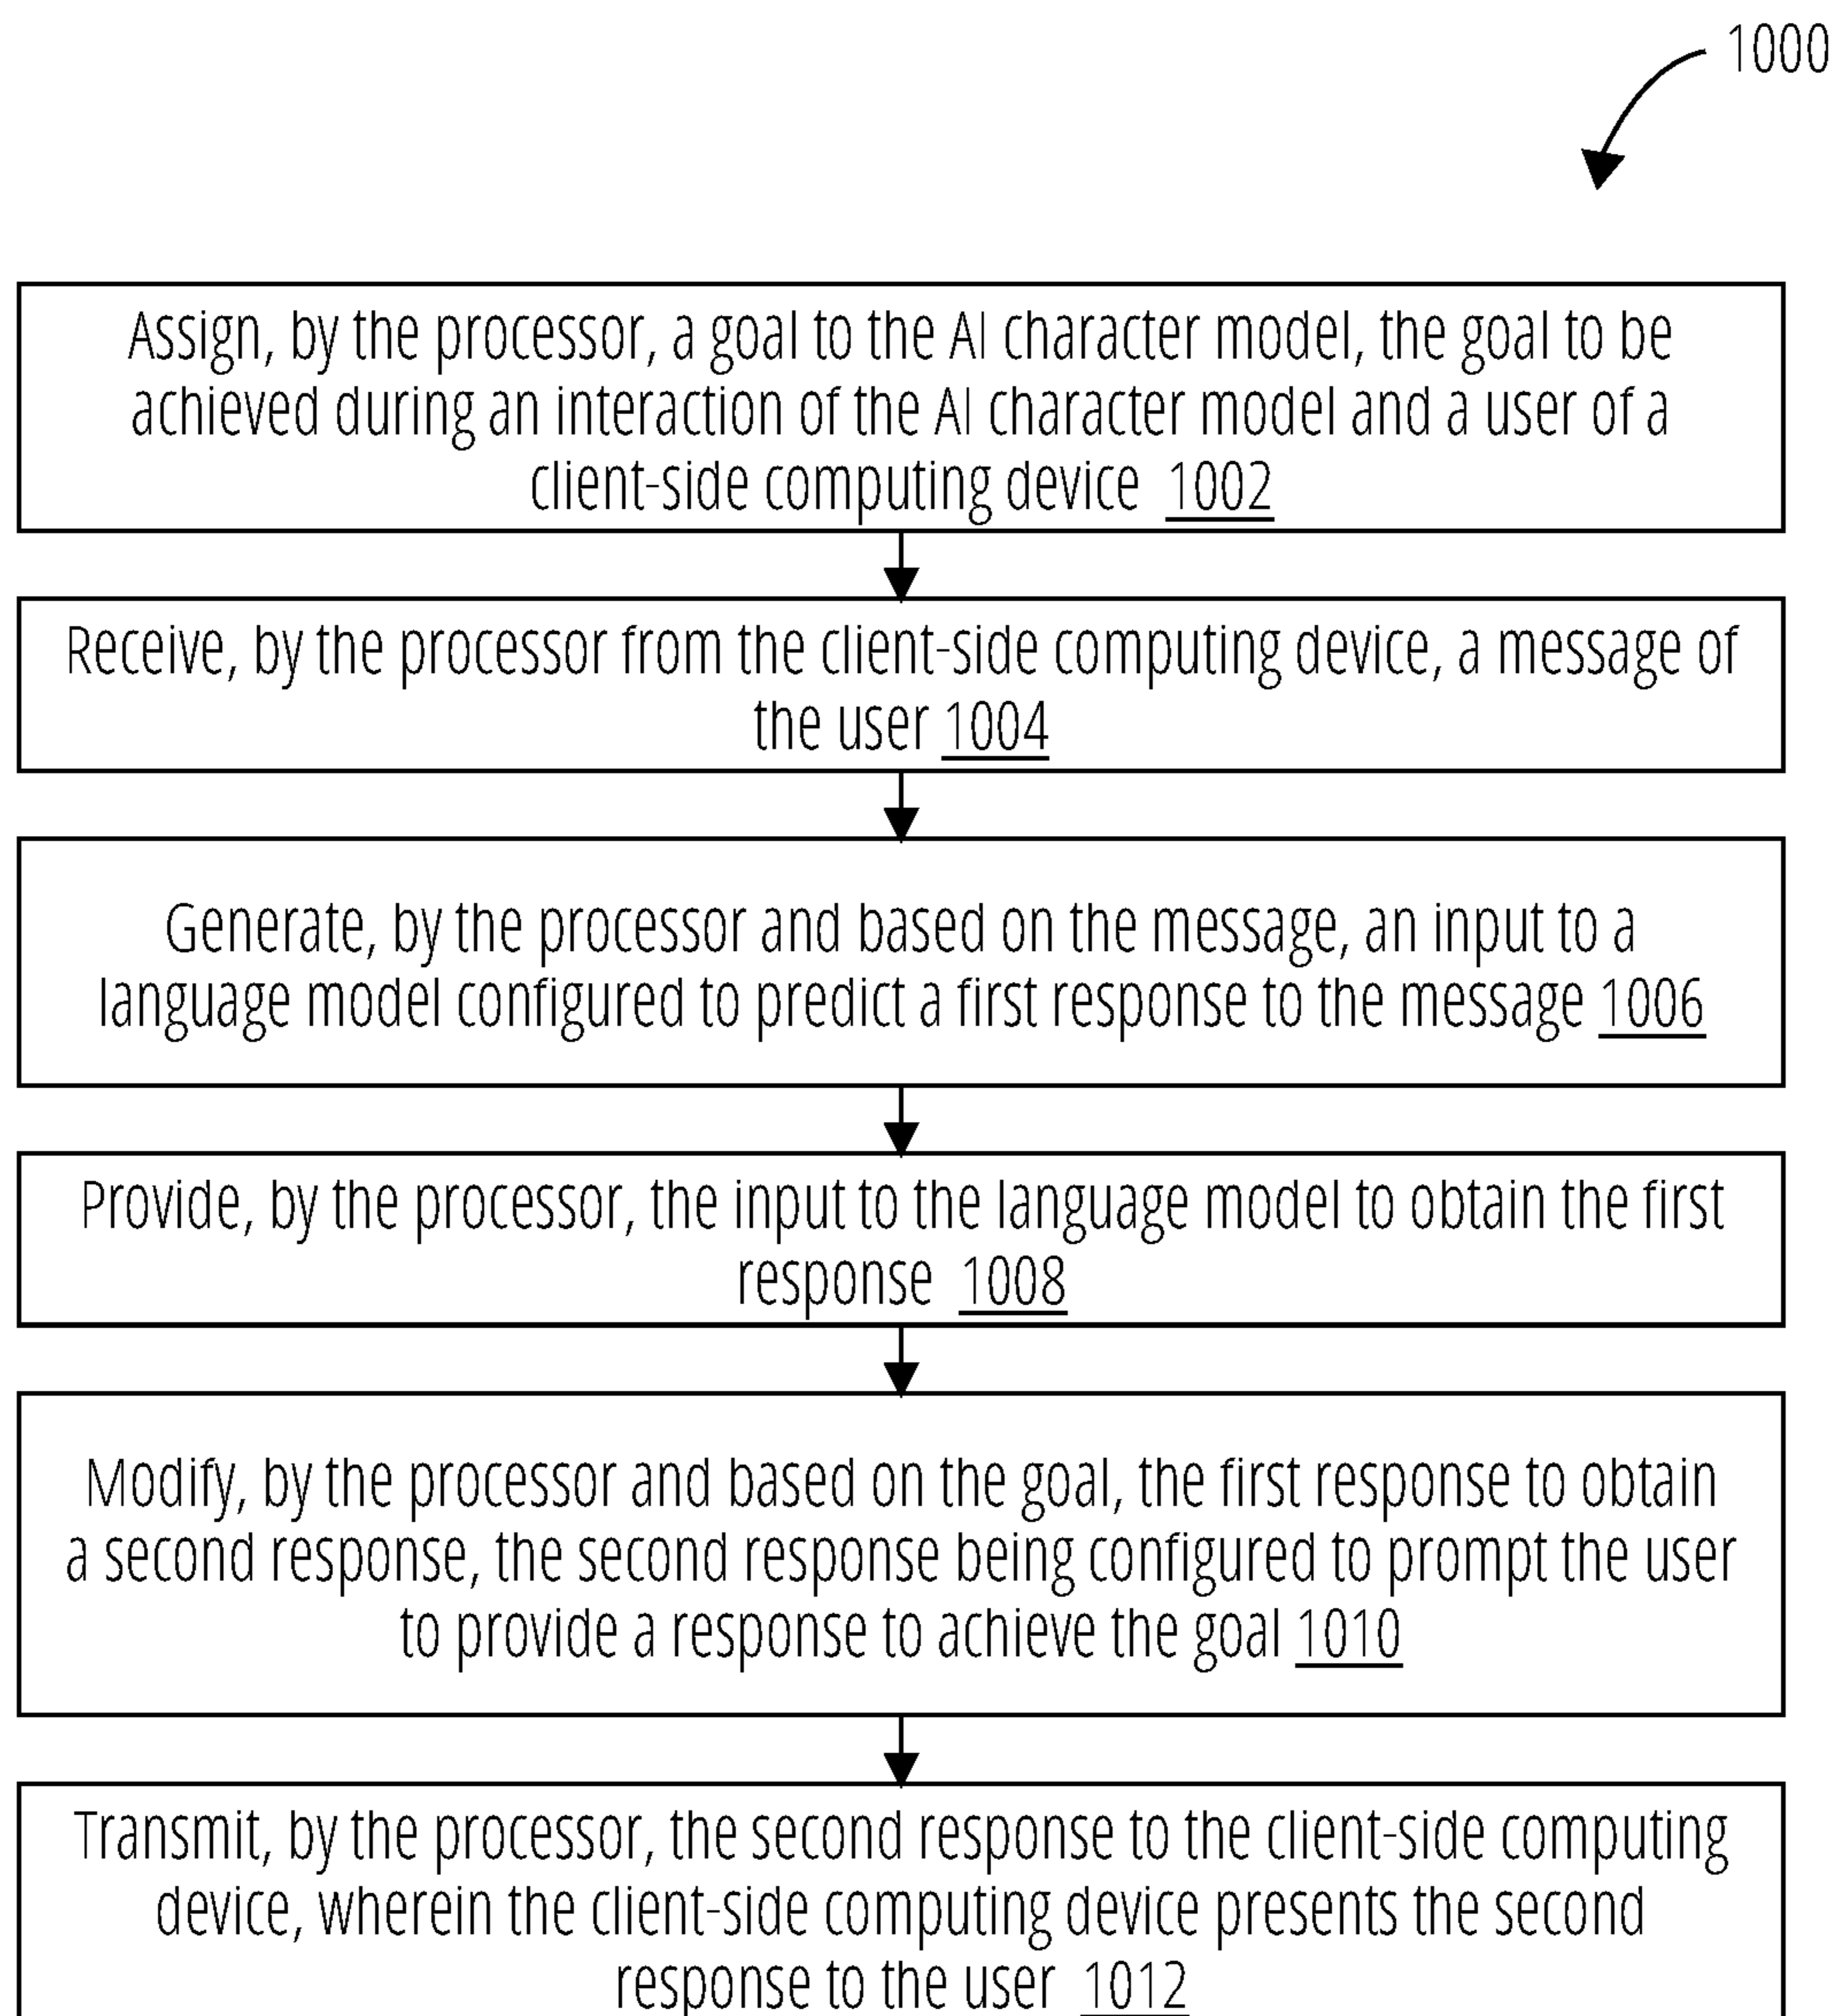 1000
Assign, by the processor, a goal to the AI character model, the goal to be
achieved during an interaction of the AI character model and a user of a
client-side computing device 1002
Receive, by the processor from the client-side computing device, a message of
the user 1004
Generate, by the processor and based on the message, an input to a
language model configured to predict a first response to the message 1006
Provide, by the processor, the input to the language model to obtain the first
response 1008
Modify, by the processor and based on the goal, the first response to obtain
a second response, the second response being configured to prompt the user
to provide a response to achieve the goal 1010
Transmit, by the processor, the second response to the client-side computing
device, wherein the client-side computing device presents the second
response to the user 1012